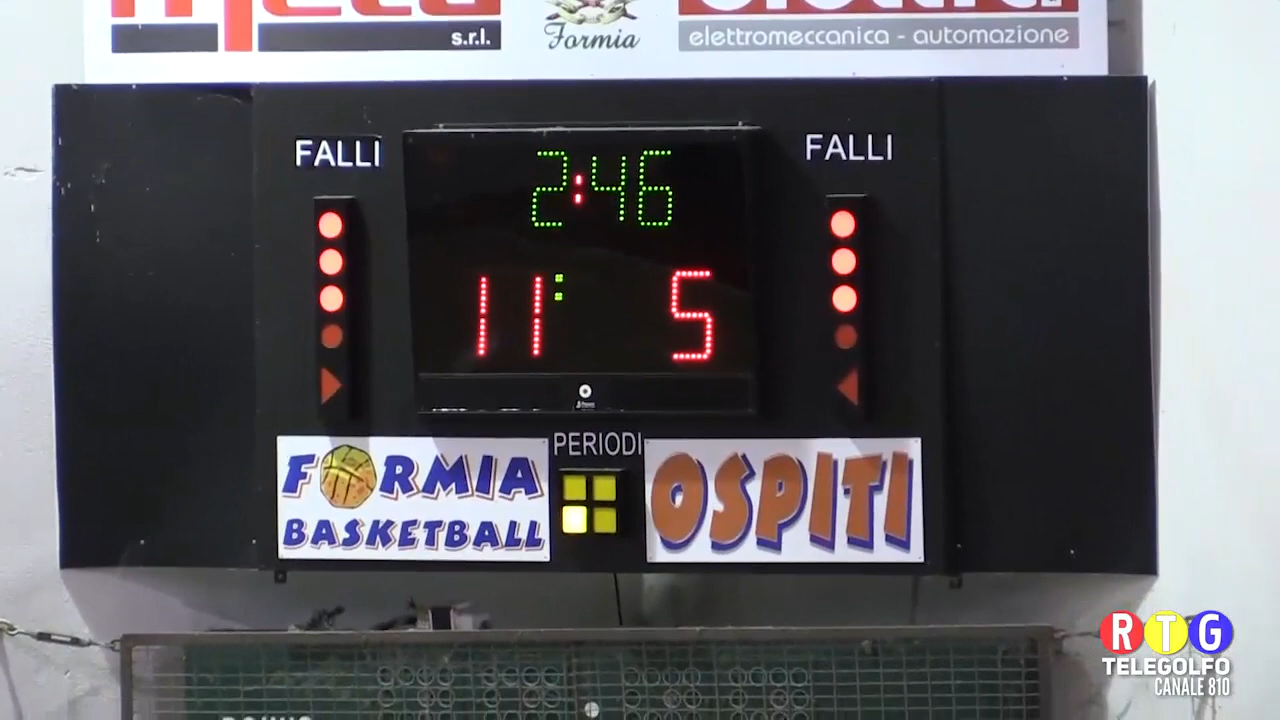 s.r.l.
Formia
elettromeccanica - automazione
FALLI
FALLI
2:46
11:5
PERIODI
FORMIA
BASKETBALL
OSPITI
RTG
TELEGOLFO
CANALE 810